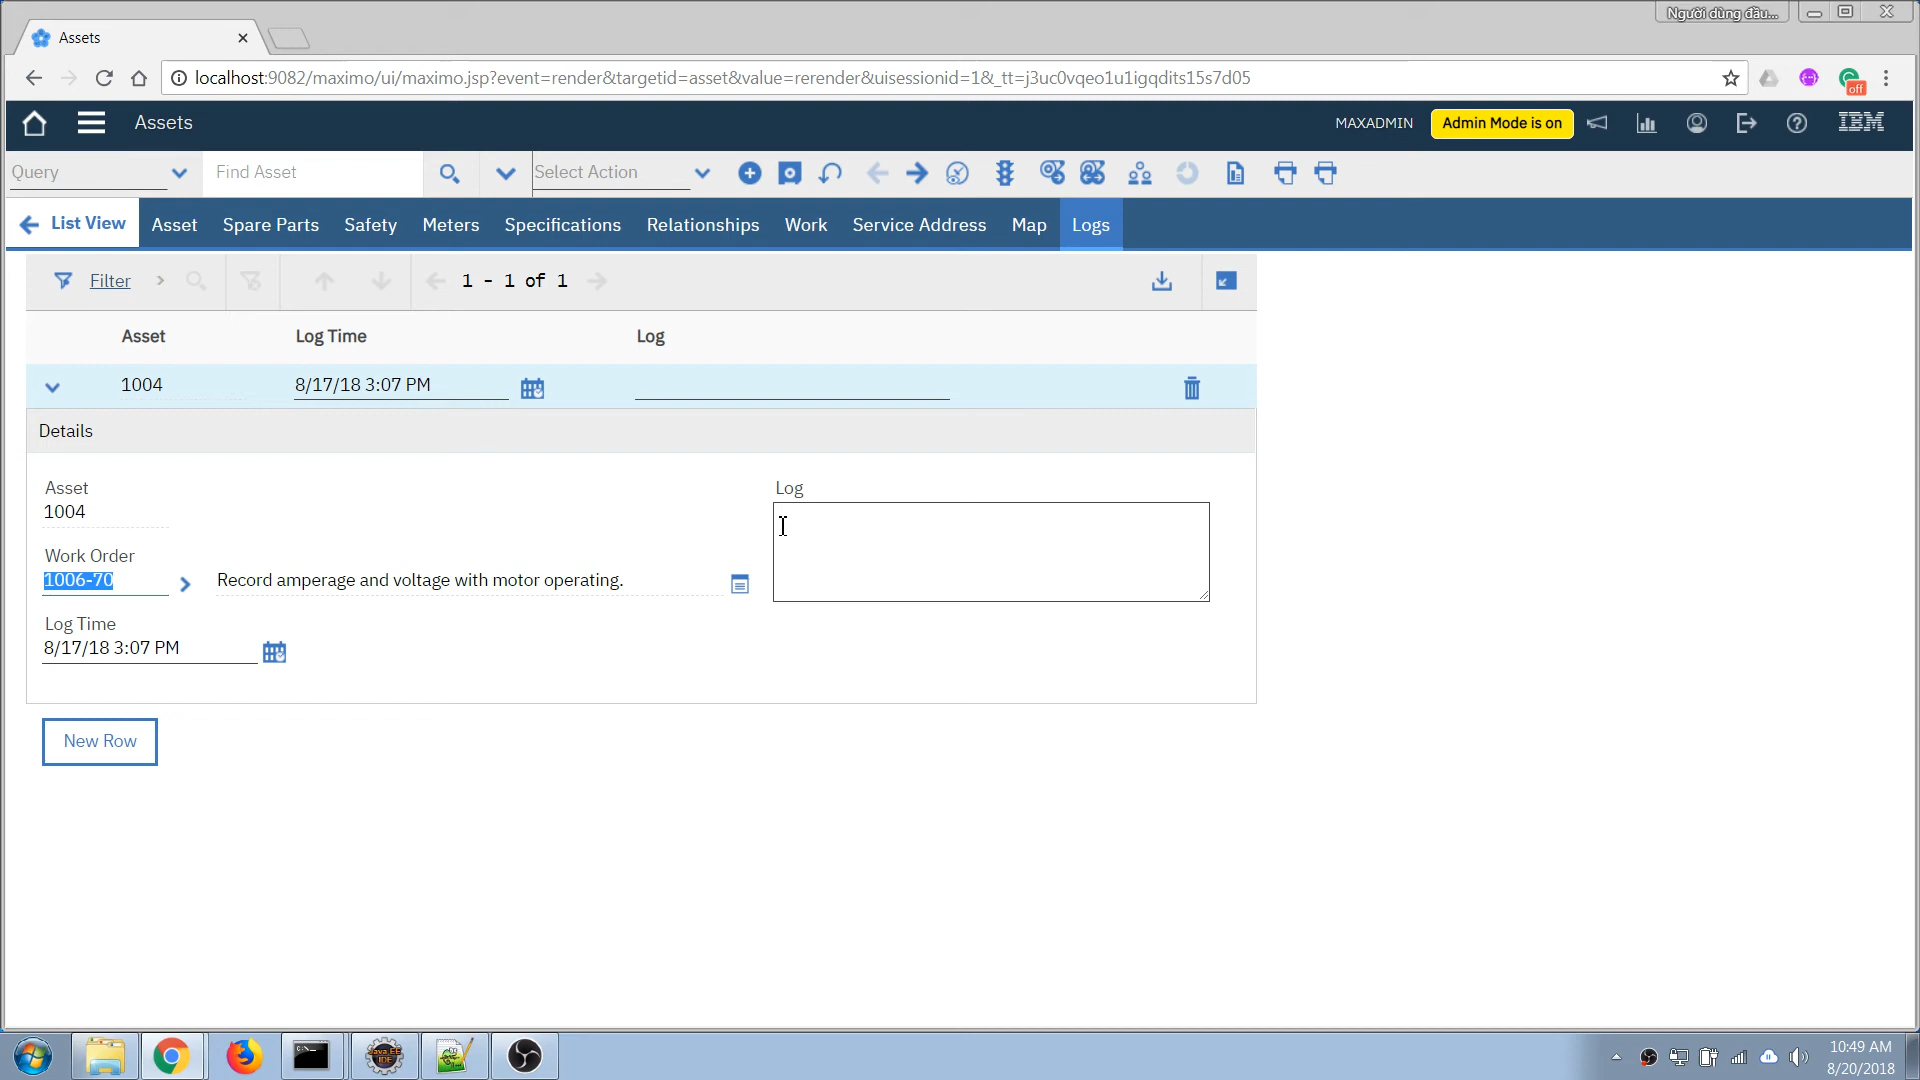 Người dùng đầu...
Assets
localhost:9082/maximo/ui/maximo.jsp?event=render&targetid=asset&value=rerender&uisessionid=1&_tt=j3uc0vqeo1u1igqdits15s7d05
off
Assets
MAXADMIN
Admin Mode is on
IBM
Query
Find Asset
Select Action
List View
Asset
Spare Parts
Safety
Meters
Specifications
Relationships
Work
Service Address
Map
Logs
Filter
1 - 1 of 1
Asset
Log Time
Log
1004
8/17/18 3:07 PM
Details
Asset
Log
1004
Work Order
1006-70
Record amperage and voltage with motor operating.
Log Time
8/17/18 3:07 PM
New Row
Java EE
IDE
10:49 AM
8/20/2018